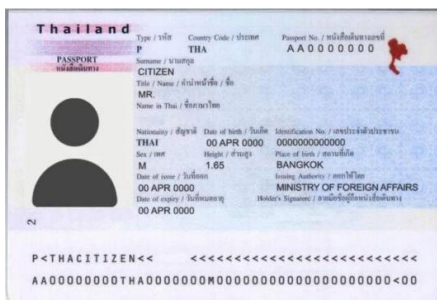 Thailand
Type / รหัส Country Code / ประเทศ Passport No. / หนังสือเดินทางเลขที่
P THA AA0000000
PASSPORT
หนังสือเดินทาง
Surname / นามสกุล
CITIZEN
Title / Name / คำนำหน้าชื่อ / ชื่อ
MR.
Name in Thai / ชื่อภาษาไทย
Nationality / สัญชาติ Date of birth / วันเกิด Identification No. / เลขประจำตัวประชาชน
THAI 00 APR 0000 0000000000000
Sex / เพศ Height / ส่วนสูง Place of birth / สถานที่เกิด
M 1.65 BANGKOK
Date of issue / วันที่ออก Issuing Authority / ออกให้โดย
00 APR 0000 MINISTRY OF FOREIGN AFFAIRS
Date of expiry / วันที่หมดอายุ Holder's Signature / ลายมือชื่อผู้ถือหนังสือเดินทาง
00 APR 0000
2
P<THACITIZEN<< <<<<<<<<<<<<<<<<<<<<<<<<<<
AA00000000THA0000000M00000000000000000000000<00